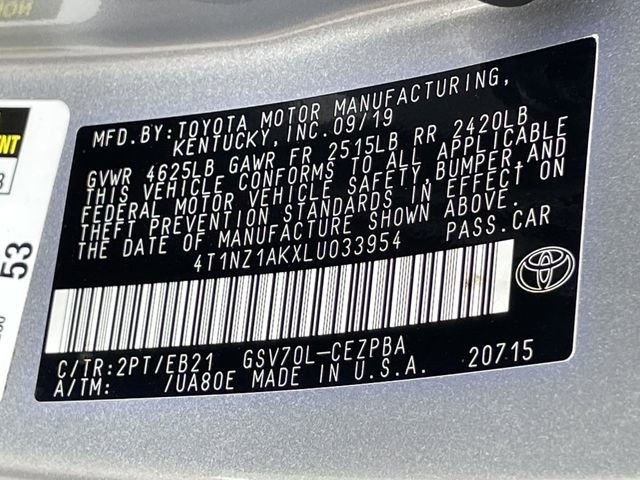 MFD.BY: TOYOTA MOTOR MANUFACTURING,
KENTUCKY, INC. 09/19
GVWR 4625LB GAWR FR 2515LB RR 2420LB
THIS VEHICLE CONFORMS TO ALL APPLICABLE
FEDERAL MOTOR VEHICLE SAFETY, BUMPER, AND
THEFT PREVENTION STANDARDS IN EFFECT ON
THE DATE OF MANUFACTURE SHOWN ABOVE.
4T1NZ1AKXLU033954 PASS. CAR
C/TR: 2PT/EB21 GSV70L-CEZPBA 20715
A/TM: /UA80E MADE IN U.S.A.
53